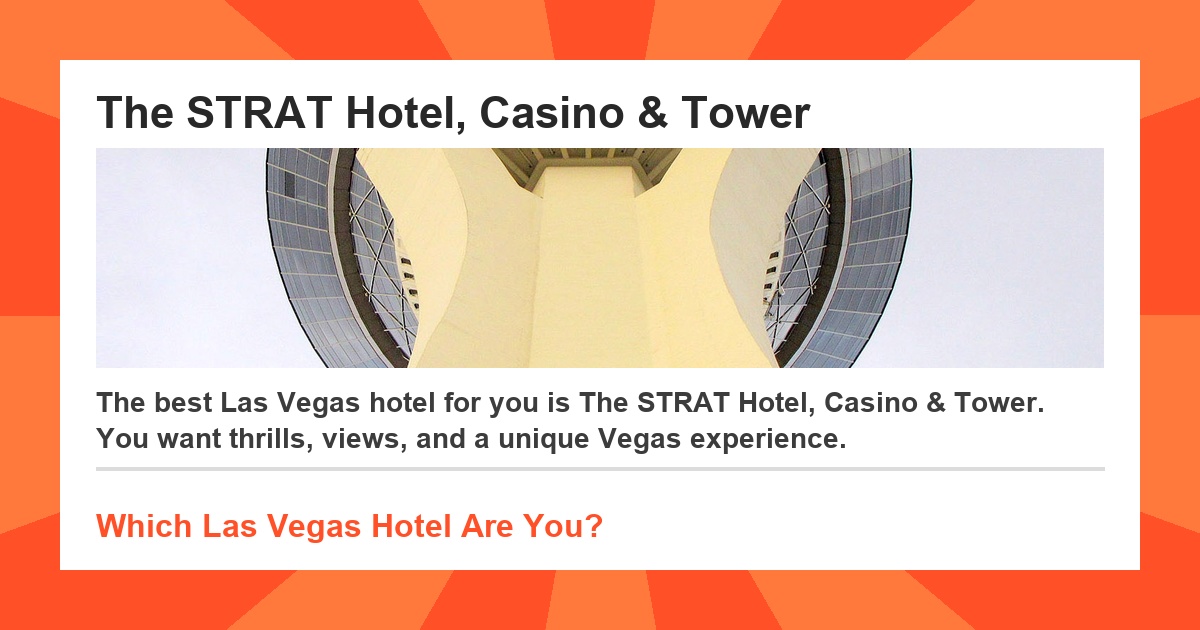 The STRAT Hotel, Casino & Tower
The best Las Vegas hotel for you is The STRAT Hotel, Casino & Tower.
You want thrills, views, and a unique Vegas experience.
Which Las Vegas Hotel Are You?